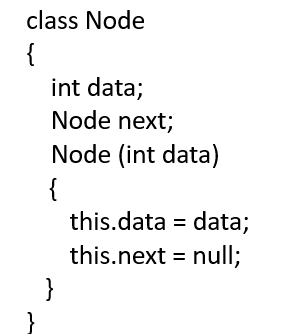 class Node
{
int data;
Node next;
Node (int data)
{
this.data = data;
this.next = null;
}
}